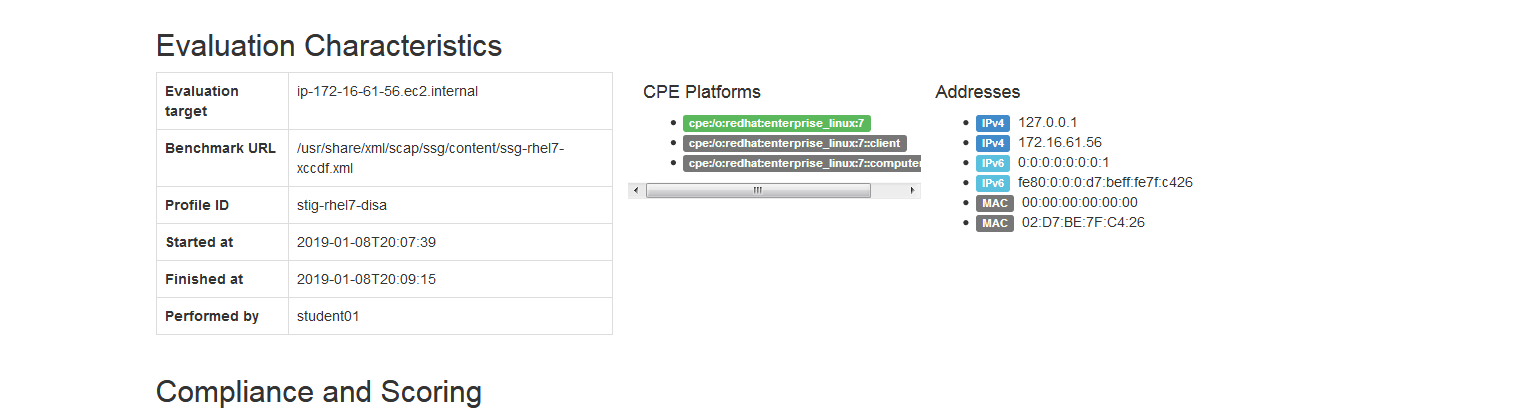 Evaluation Characteristics
Evaluation
target
ip-172-16-61-56.ec2.internal
Benchmark URL
/usr/share/xml/scap/ssg/content/ssg-rhel7-
xccdf.xml
Profile ID
stig-rhel7-disa
Started at
2019-01-08T20:07:39
Finished at
2019-01-08T20:09:15
Performed by
student01
CPE Platforms
cpe:/o:redhat:enterprise_linux:7
cpe:/o:redhat:enterprise_linux:7::client
cpe:/o:redhat:enterprise_linux:7::computer
Addresses
IPv4 127.0.0.1
IPv4 172.16.61.56
IPv6 0:0:0:0:0:0:0:1
IPv6 fe80:0:0:0:d7:beff:fe7f:c426
MAC 00:00:00:00:00:00
MAC 02:D7:BE:7F:C4:26
Compliance and Scoring